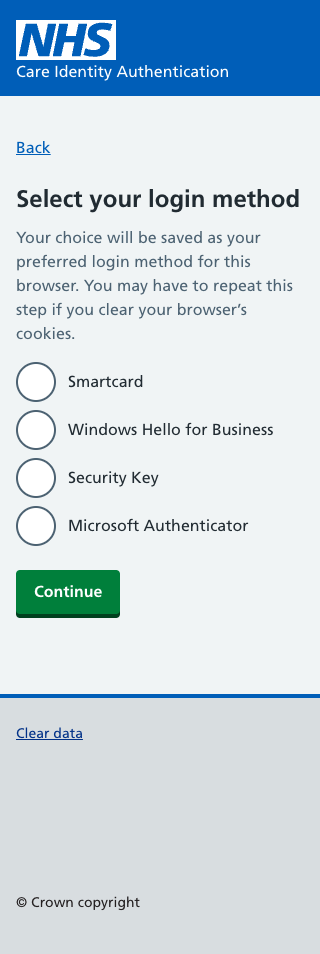 NHS
Care Identity Authentication
Back
Select your login method
Your choice will be saved as your
preferred login method for this
browser. You may have to repeat this
step if you clear your browser’s
cookies.
Smartcard
Windows Hello for Business
Security Key
Microsoft Authenticator
Continue
Clear data
© Crown copyright